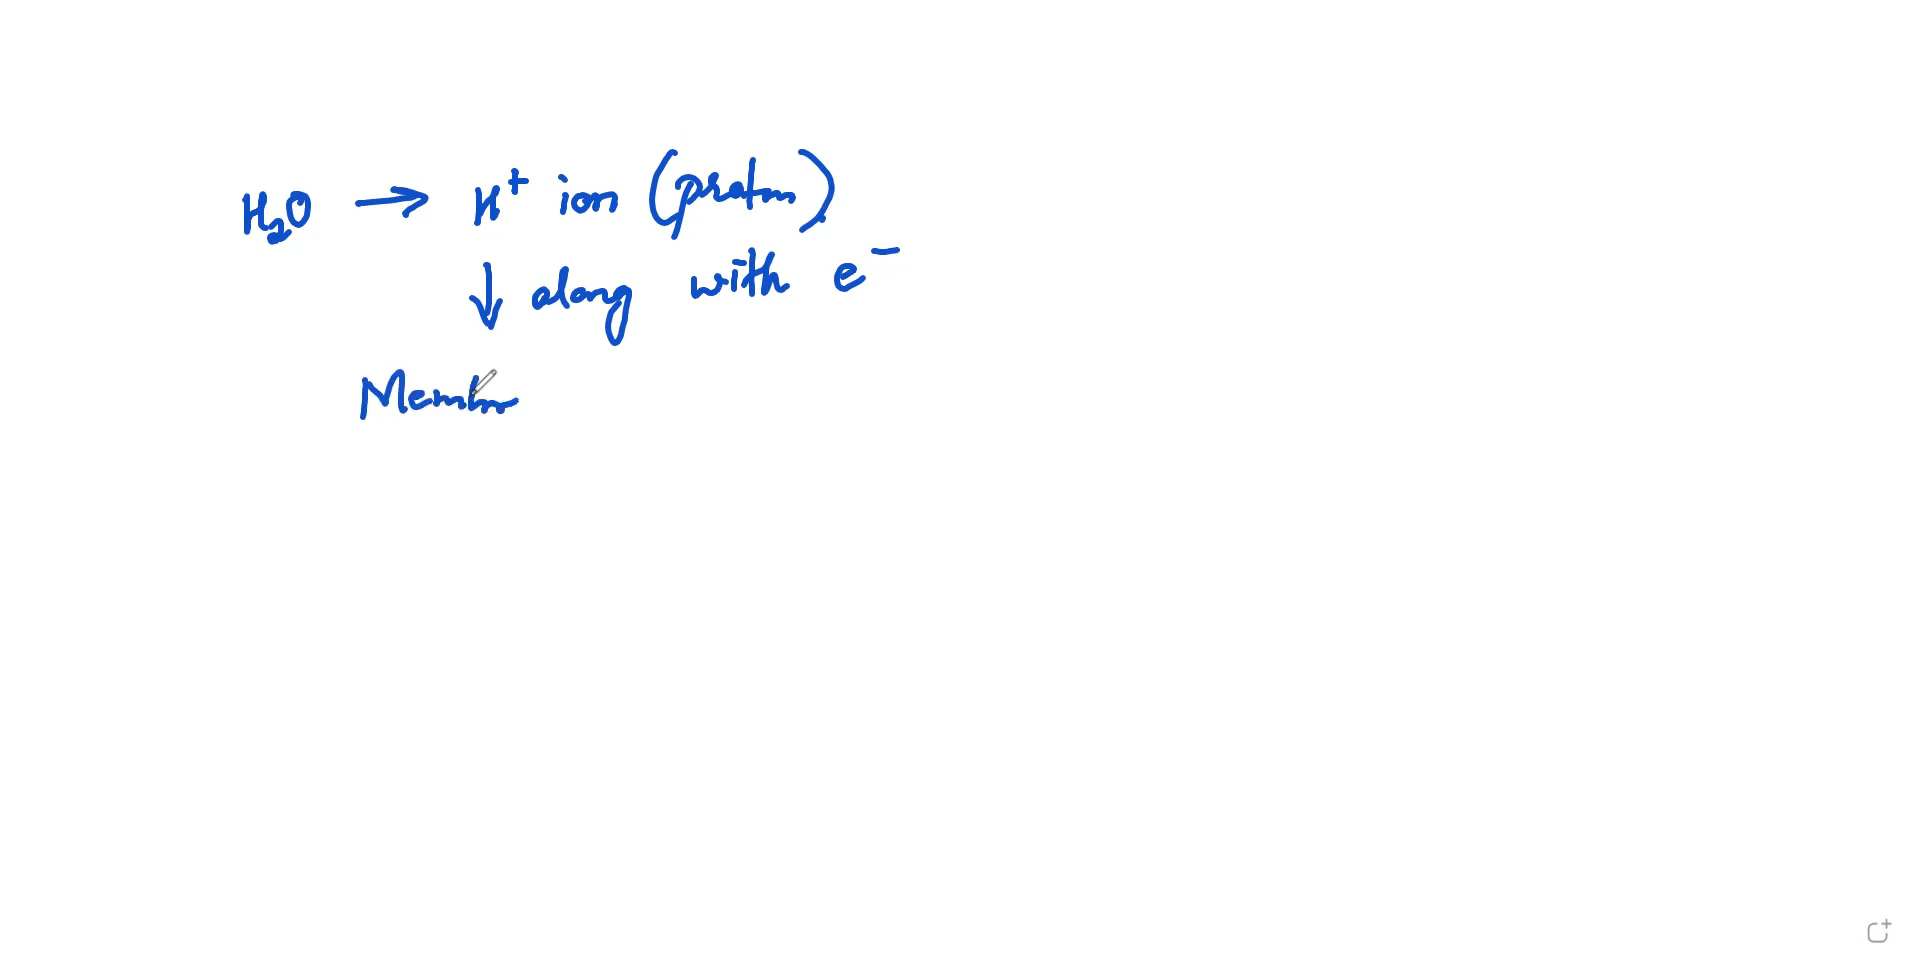 H₂O → H⁺ ion (proton)
↓ along with e⁻
Membr